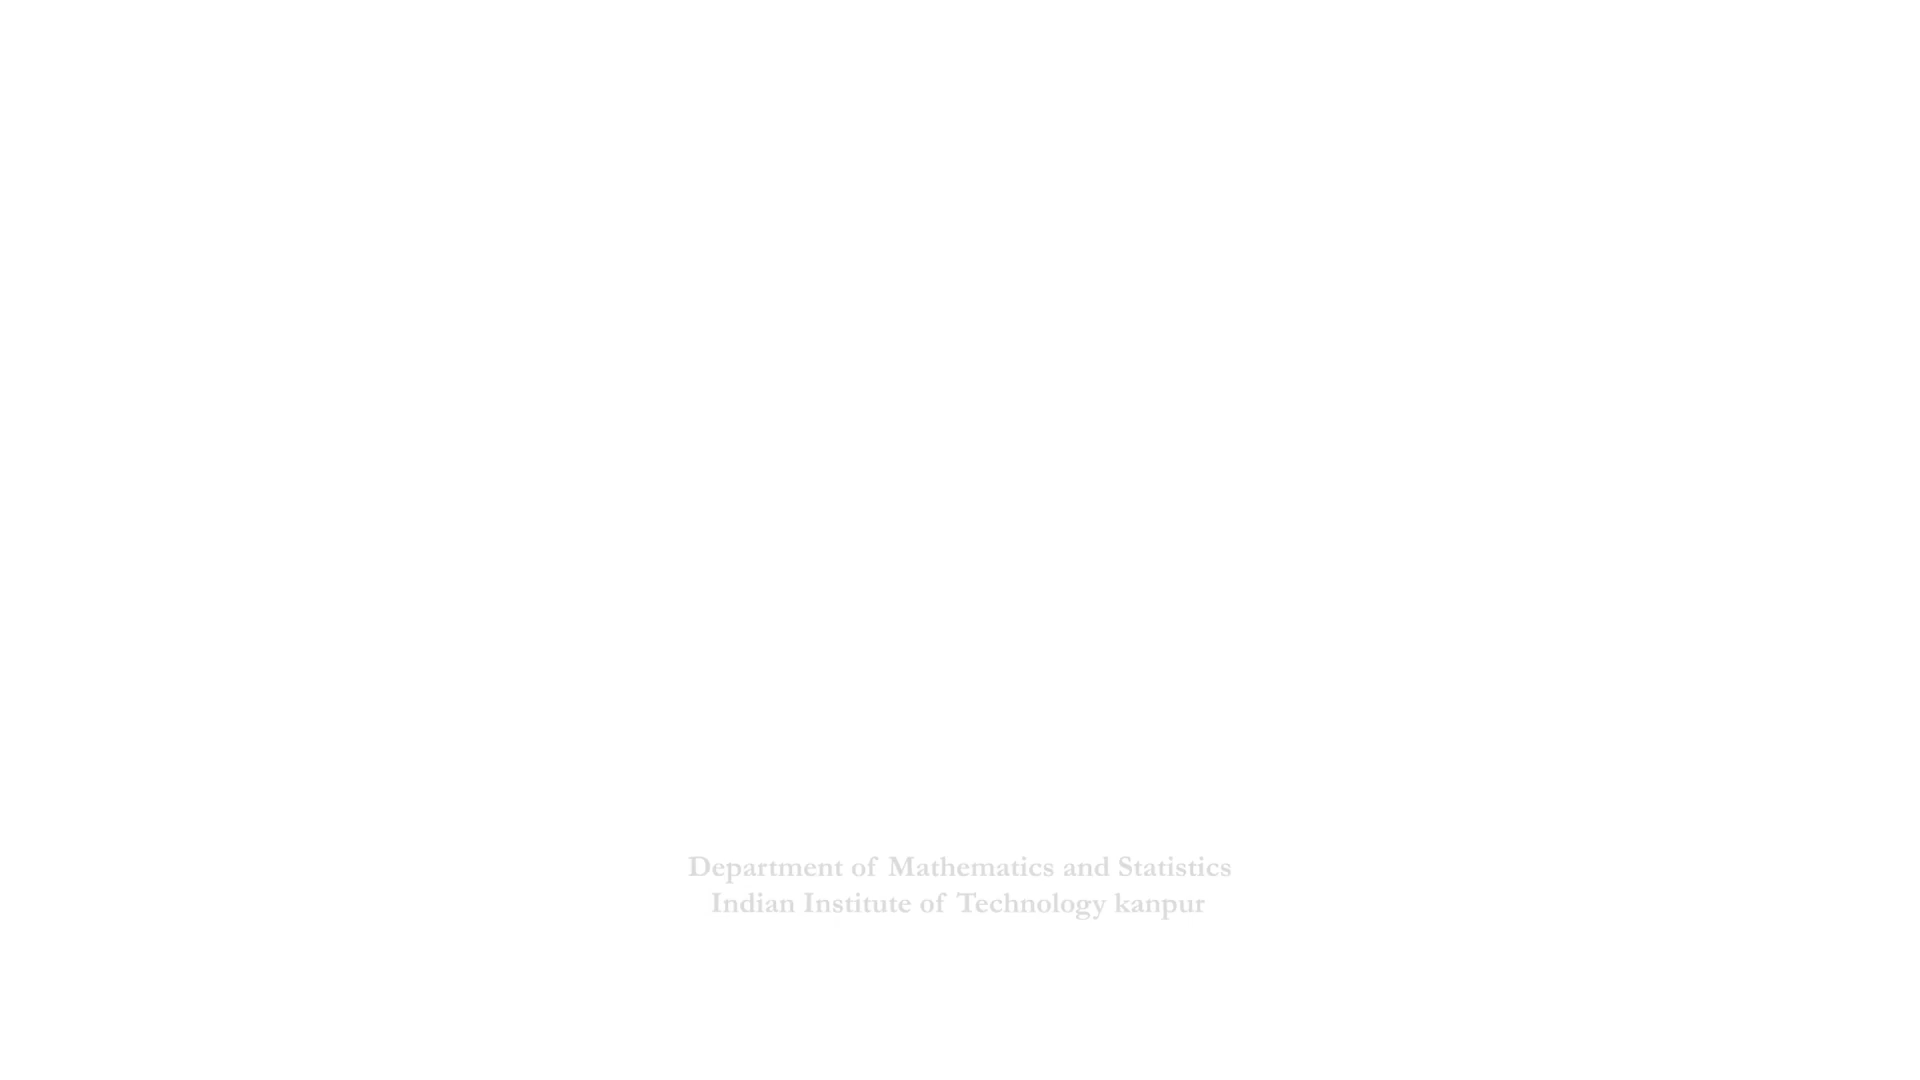 Department of Mathematics and Statistics
Indian Institute of Technology kanpur